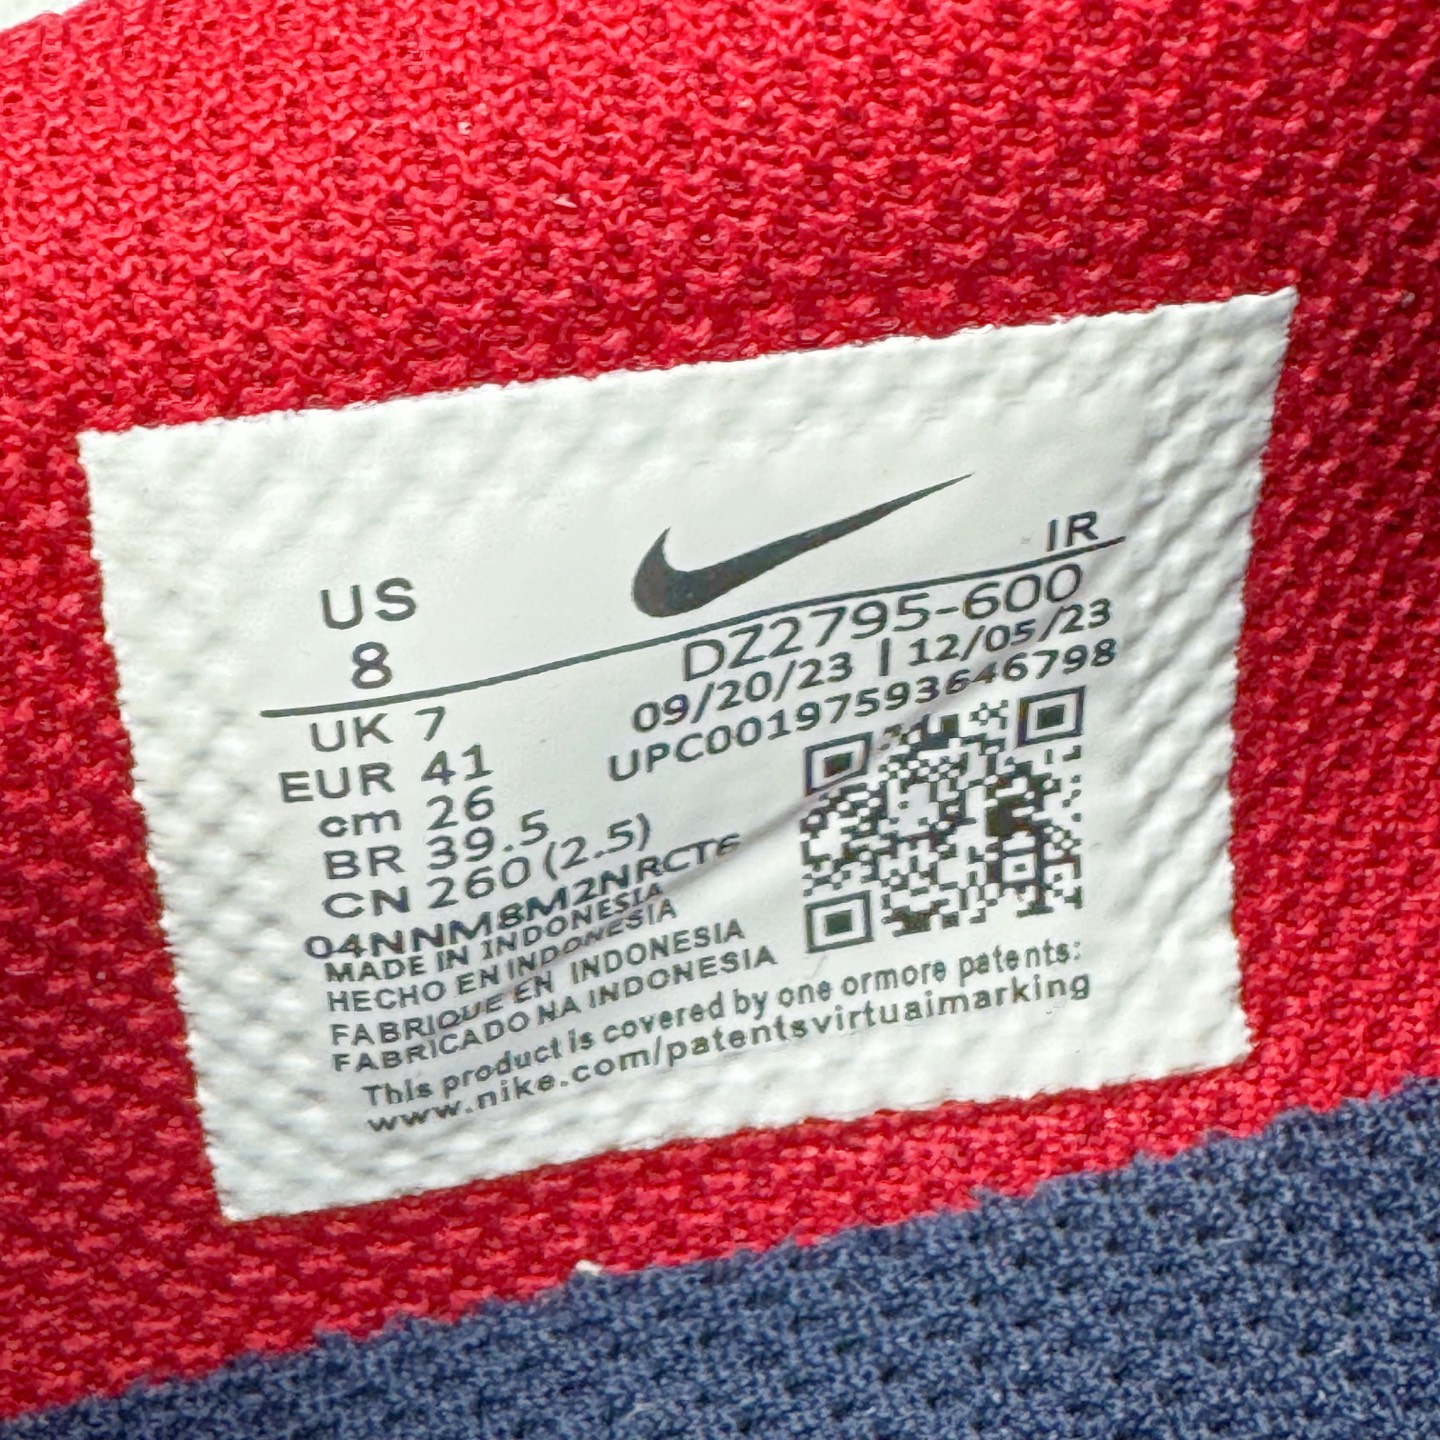 US
8
IR
DZ2795-600
09/20/23 | 12/05/23
UPC00197593646798
UK 7
EUR 41
cm 26
BR 39.5
CN 260 (2.5)
04NNM8M2NRCT6
MADE IN INDONESIA
HECHO EN INDONESIA
FABRIQUE EN INDONESIA
FABRICADO NA INDONESIA
This product is covered by one ormore patents:
www.nike.com/patentsvirtuaimarking